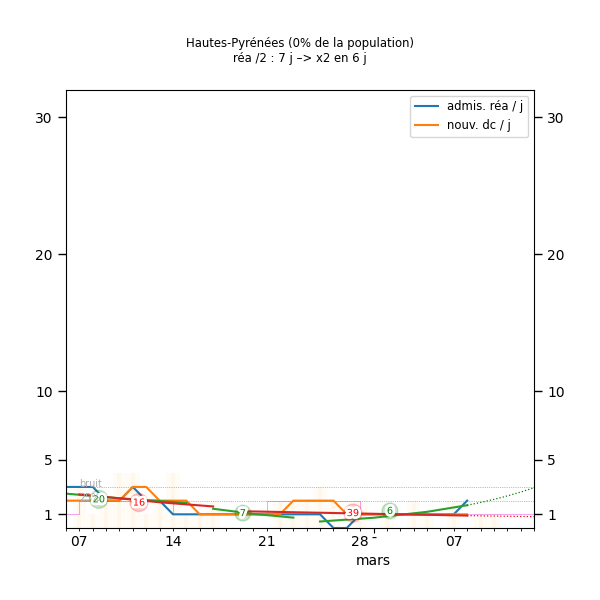 Hautes-Pyrénées (0% de la population)
réa /2 : 7 j –> x2 en 6 j
admis. réa / j
nouv. dc / j
30 30
20 20
10 10
5 5
bruit
20 16 7 39 6
1 1
07 14 21 28 07
mars